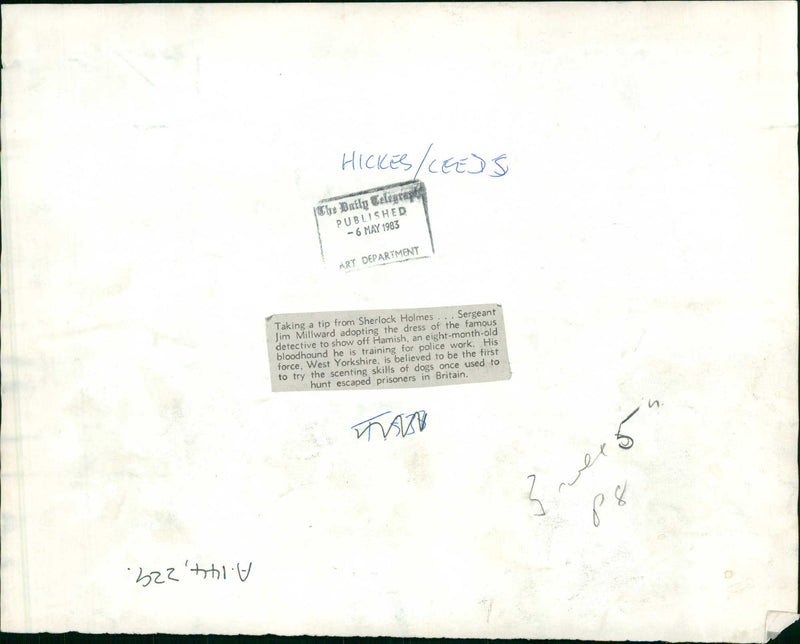 HICKES/LEEDS
The Daily Telegraph
PUBLISHED
- 6 MAY 1983
ART DEPARTMENT
Taking a tip from Sherlock Holmes . . . Sergeant
Jim Millward adopting the dress of the famous
detective to show off Hamish, an eight-month-old
bloodhound he is training for police work. His
force, West Yorkshire, is believed to be the first
to try the scenting skills of dogs once used to
hunt escaped prisoners in Britain.
5"
P8
A.144,229.